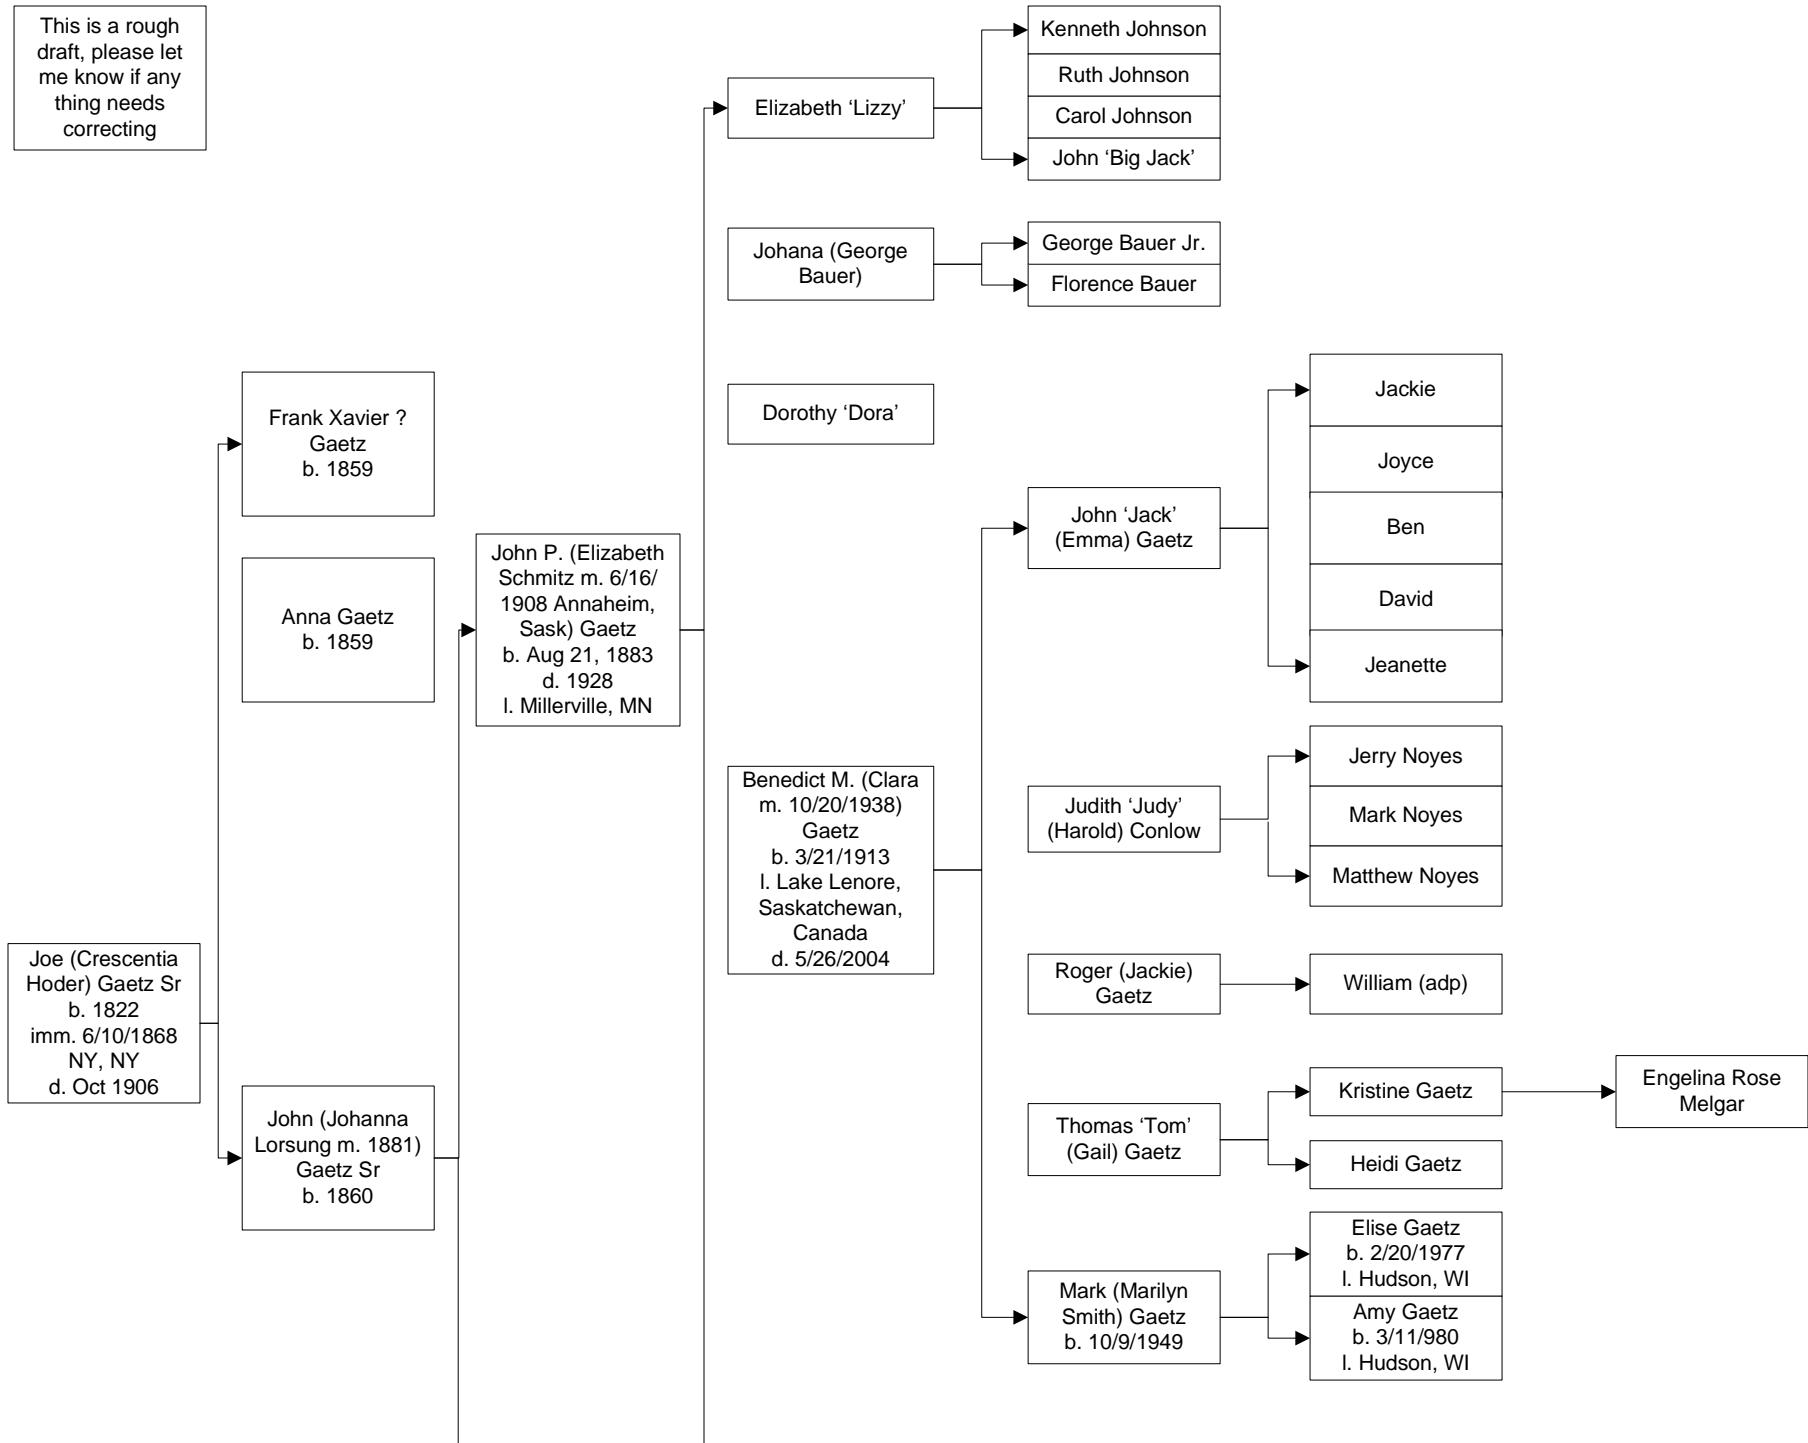 This is a rough
draft, please let
me know if any
thing needs
correcting
Kenneth Johnson
Ruth Johnson
Carol Johnson
John ‘Big Jack’
Elizabeth ‘Lizzy’
Johana (George
Bauer)
George Bauer Jr.
Florence Bauer
Dorothy ‘Dora’
Frank Xavier ?
Gaetz
b. 1859
Anna Gaetz
b. 1859
John P. (Elizabeth
Schmitz m. 6/16/
1908 Annaheim,
Sask) Gaetz
b. Aug 21, 1883
d. 1928
l. Millerville, MN
John ‘Jack’
(Emma) Gaetz
Jackie
Joyce
Ben
David
Jeanette
Benedict M. (Clara
m. 10/20/1938)
Gaetz
b. 3/21/1913
l. Lake Lenore,
Saskatchewan,
Canada
d. 5/26/2004
Judith ‘Judy’
(Harold) Conlow
Jerry Noyes
Mark Noyes
Matthew Noyes
Joe (Crescentia
Hoder) Gaetz Sr
b. 1822
imm. 6/10/1868
NY, NY
d. Oct 1906
Roger (Jackie)
Gaetz
William (adp)
John (Johanna
Lorsung m. 1881)
Gaetz Sr
b. 1860
Thomas ‘Tom’
(Gail) Gaetz
Kristine Gaetz
Heidi Gaetz
Engelina Rose
Melgar
Mark (Marilyn
Smith) Gaetz
b. 10/9/1949
Elise Gaetz
b. 2/20/1977
l. Hudson, WI
Amy Gaetz
b. 3/11/980
l. Hudson, WI